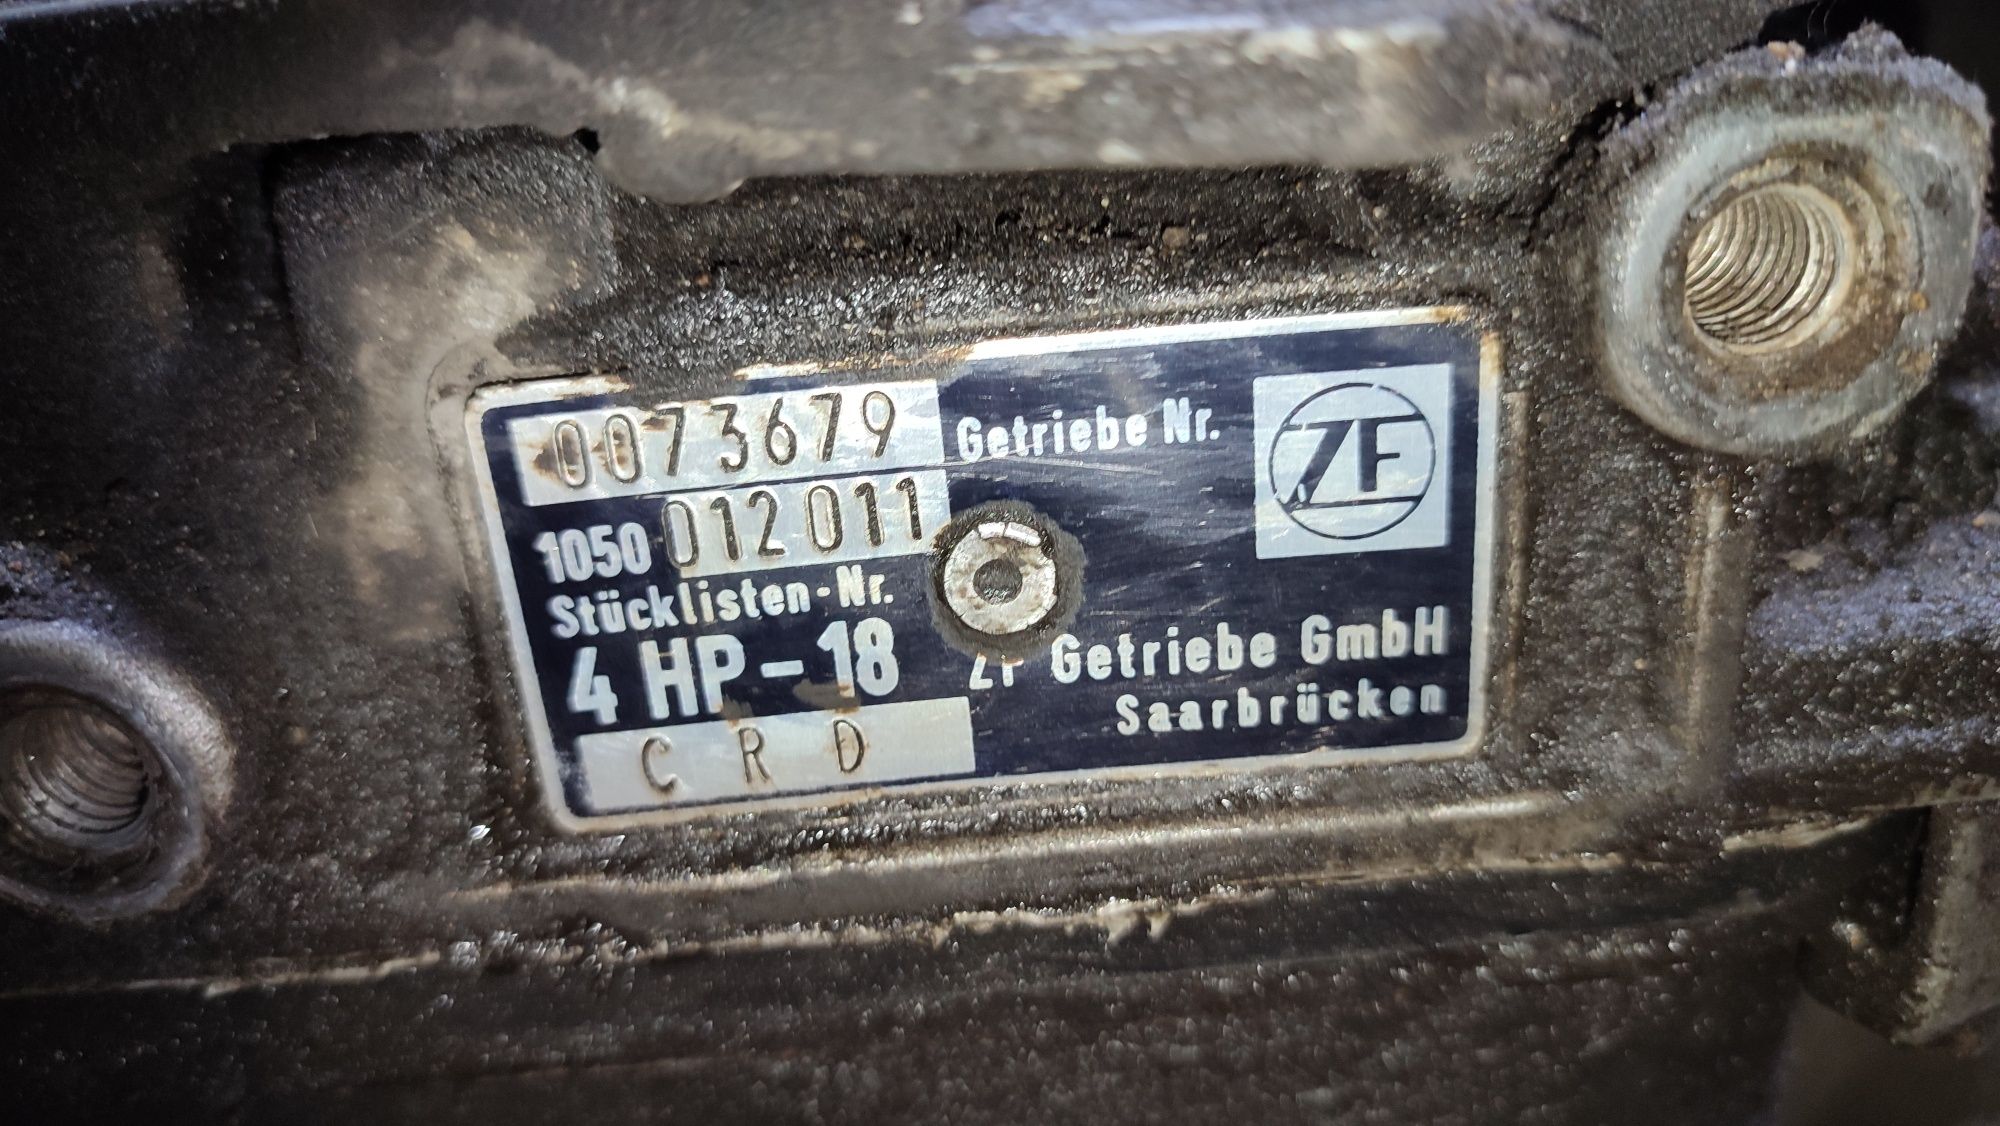 0073679 Getriebe Nr.
ZF
1050 012 011
Stücklisten-Nr.
4 HP-18
ZF Getriebe GmbH
Saarbrücken
C R D